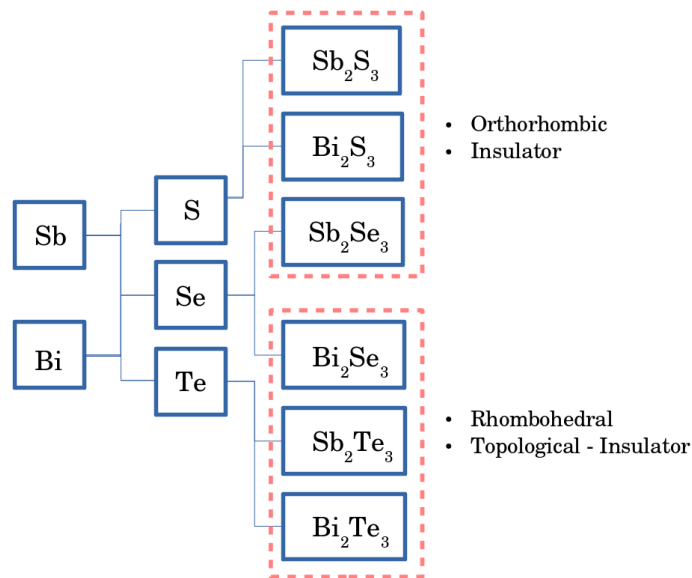 Sb
Bi
S
Se
Te
Sb₂S₃
Bi₂S₃
Sb₂Se₃
Bi₂Se₃
Sb₂Te₃
Bi₂Te₃
• Orthorhombic
• Insulator
• Rhombohedral
• Topological - Insulator